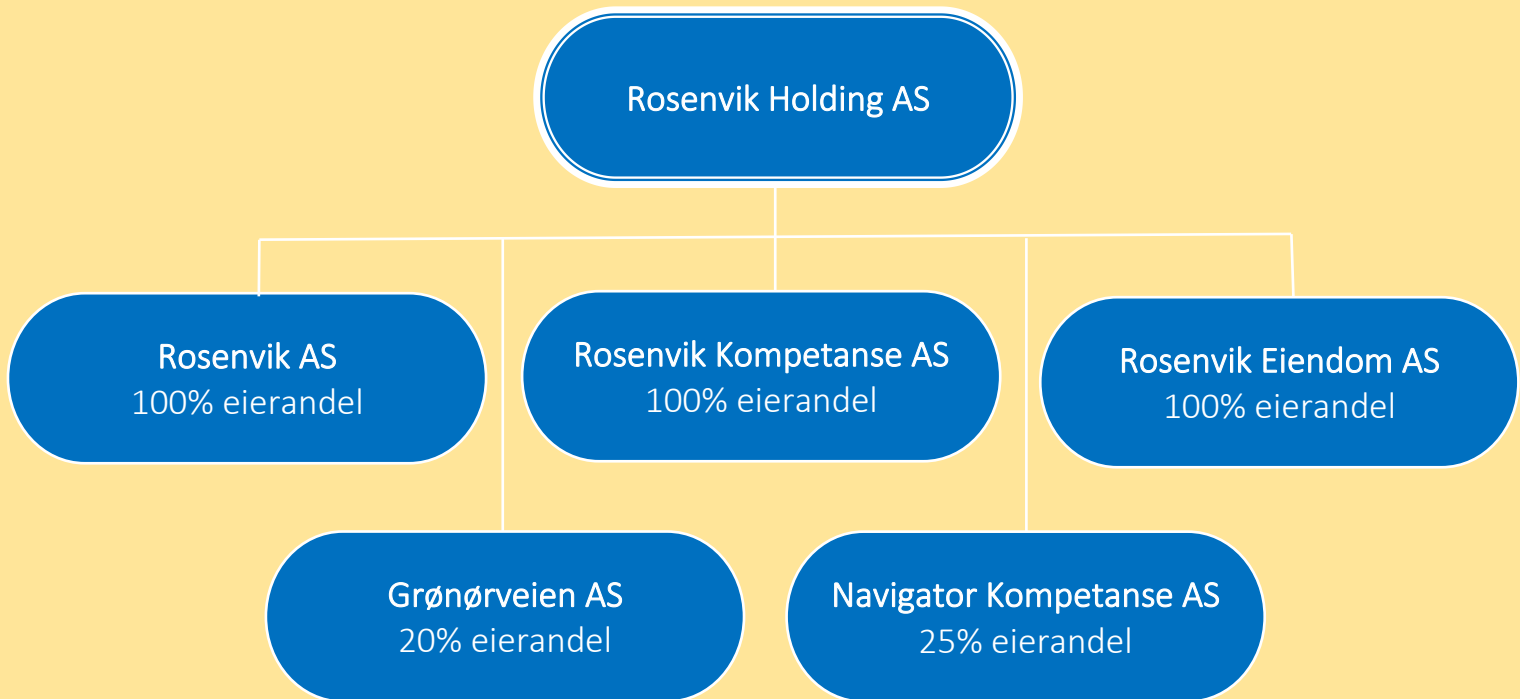 Rosenvik Holding AS
Rosenvik AS
100% eierandel
Rosenvik Kompetanse AS
100% eierandel
Rosenvik Eiendom AS
100% eierandel
Grønørveien AS
20% eierandel
Navigator Kompetanse AS
25% eierandel